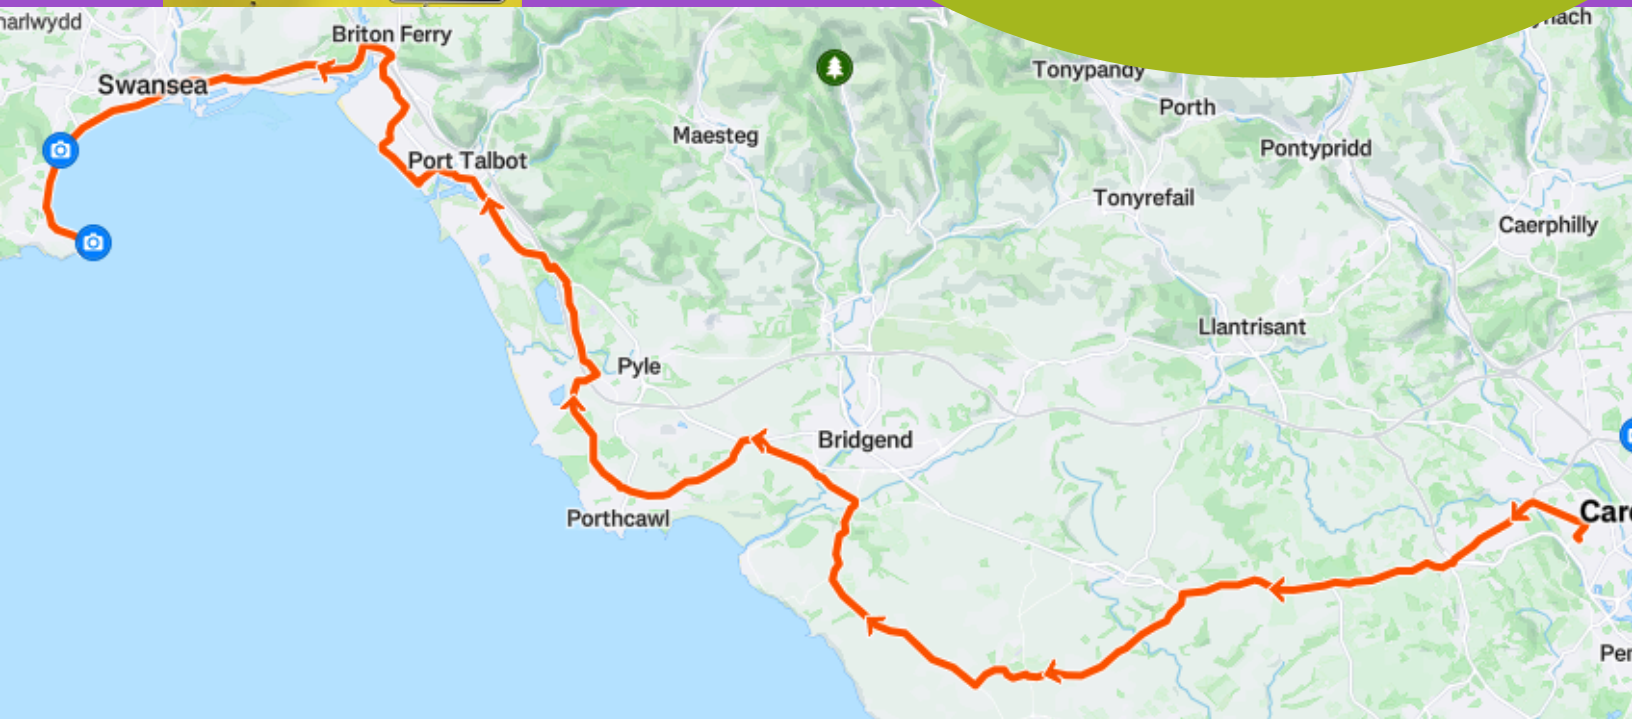 Briton Ferry
Swansea
Tonypandy
Porth
Maesteg
Pontypridd
Port Talbot
Tonyrefail
Caerphilly
Llantrisant
Pyle
Bridgend
Porthcawl